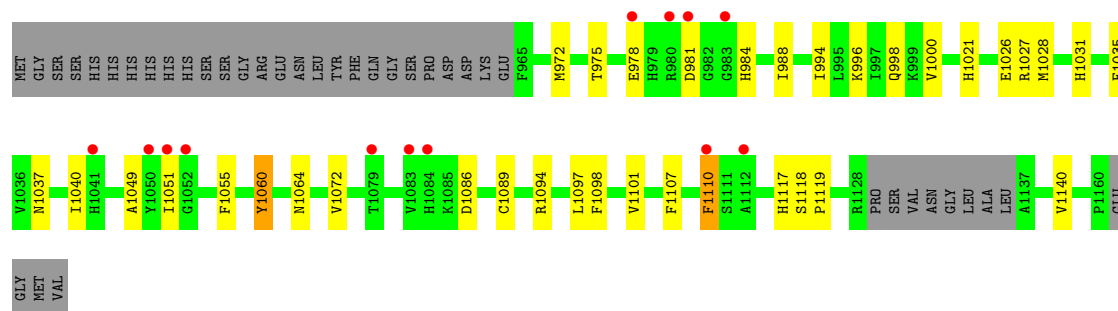 MET GLY SER SER HIS HIS HIS HIS HIS HIS SER SER GLY ARG GLU ASN LEU TYR PHE GLN GLY SER PRO ASP ASP LYS GLU F965 M972 T975 E978 H979 R980 D981 G982 G983 H984 I988 I994 L995 K996 I997 Q998 K999 V1000 H1021 E1026 R1027 M1028 H1031
V1036 N1037 I1040 H1041 A1049 Y1050 I1051 G1052 F1055 Y1060 N1064 V1072 T1079 V1083 H1084 K1085 D1086 C1089 R1094 L1097 F1098 V1101 F1107 F1110 S1111 A1112 H1117 S1118 P1119 R1128 PRO SER VAL ASN GLY LEU ALA LEU A1137 V1140 P1160
GLY MET VAL